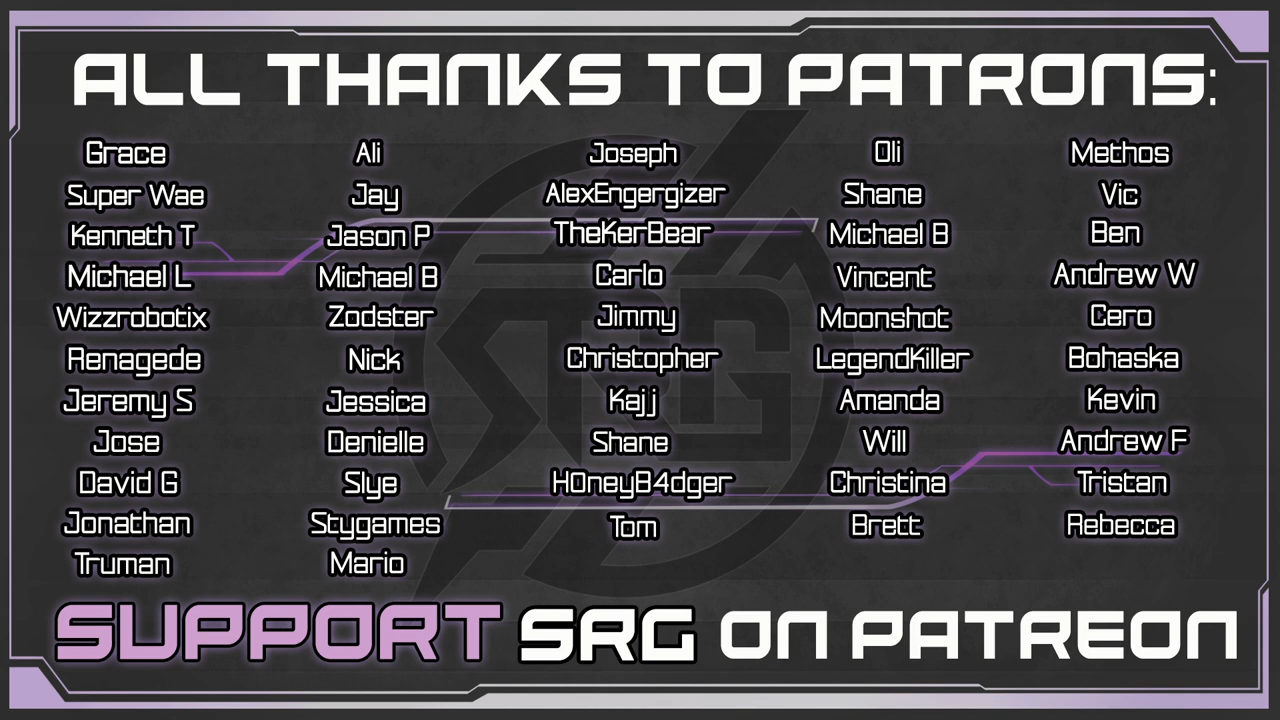 ALL THANKS TO PATRONS:
Grace Ali Joseph Oli Methos
Super Wae Jay AlexEngergizer Shane Vic
Kenneth T Jason P TheKerBear Michael B Ben
Michael L Michael B Carlo Vincent Andrew W
Wizzrobotix Zodster Jimmy Moonshot Cero
Renagede Nick Christopher LegendKiller Bohaska
Jeremy S Jessica Kajj Amanda Kevin
Jose Denielle Shane Will Andrew F
David G Slye H0neyB4dger Christina Tristan
Jonathan Stygames Tom Brett Rebecca
Truman Mario
SUPPORT SRG ON PATREON